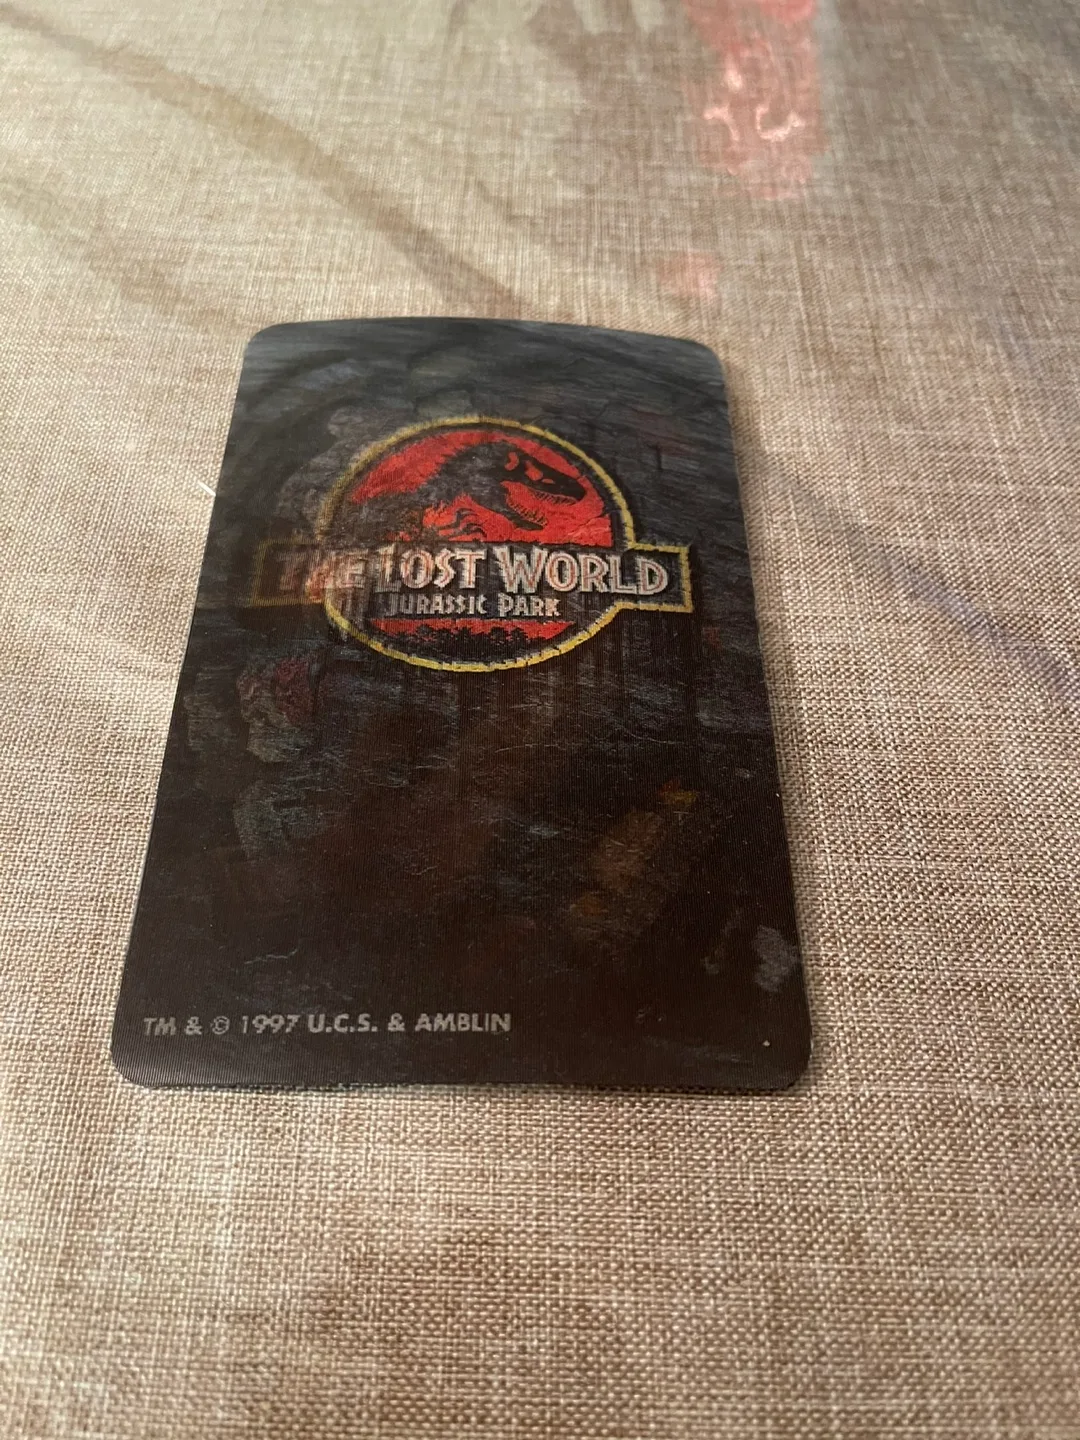 THE LOST WORLD
JURASSIC PARK
TM & © 1997 U.C.S. & AMBLIN